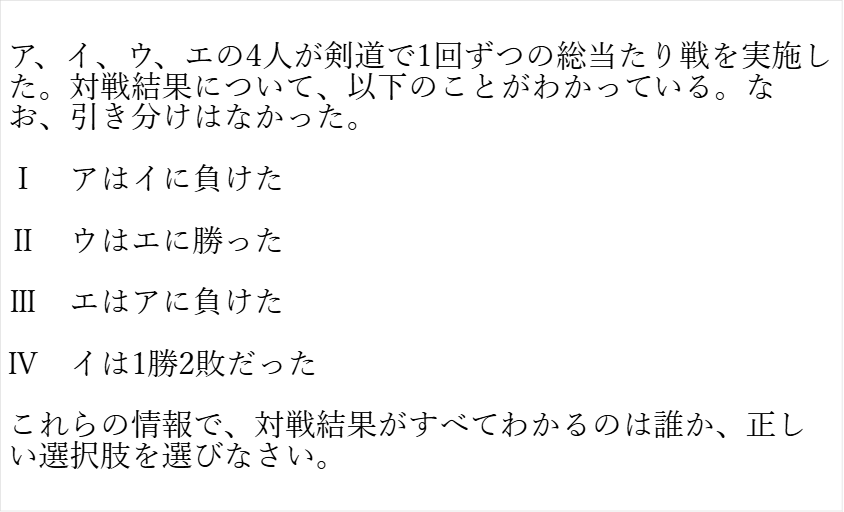 ア、イ、ウ、エの4人が剣道で1回ずつの総当たり戦を実施し
た。対戦結果について、以下のことがわかっている。な
お、引き分けはなかった。
Ⅰ　アはイに負けた
Ⅱ　ウはエに勝った
Ⅲ　エはアに負けた
Ⅳ　イは1勝2敗だった
これらの情報で、対戦結果がすべてわかるのは誰か、正し
い選択肢を選びなさい。